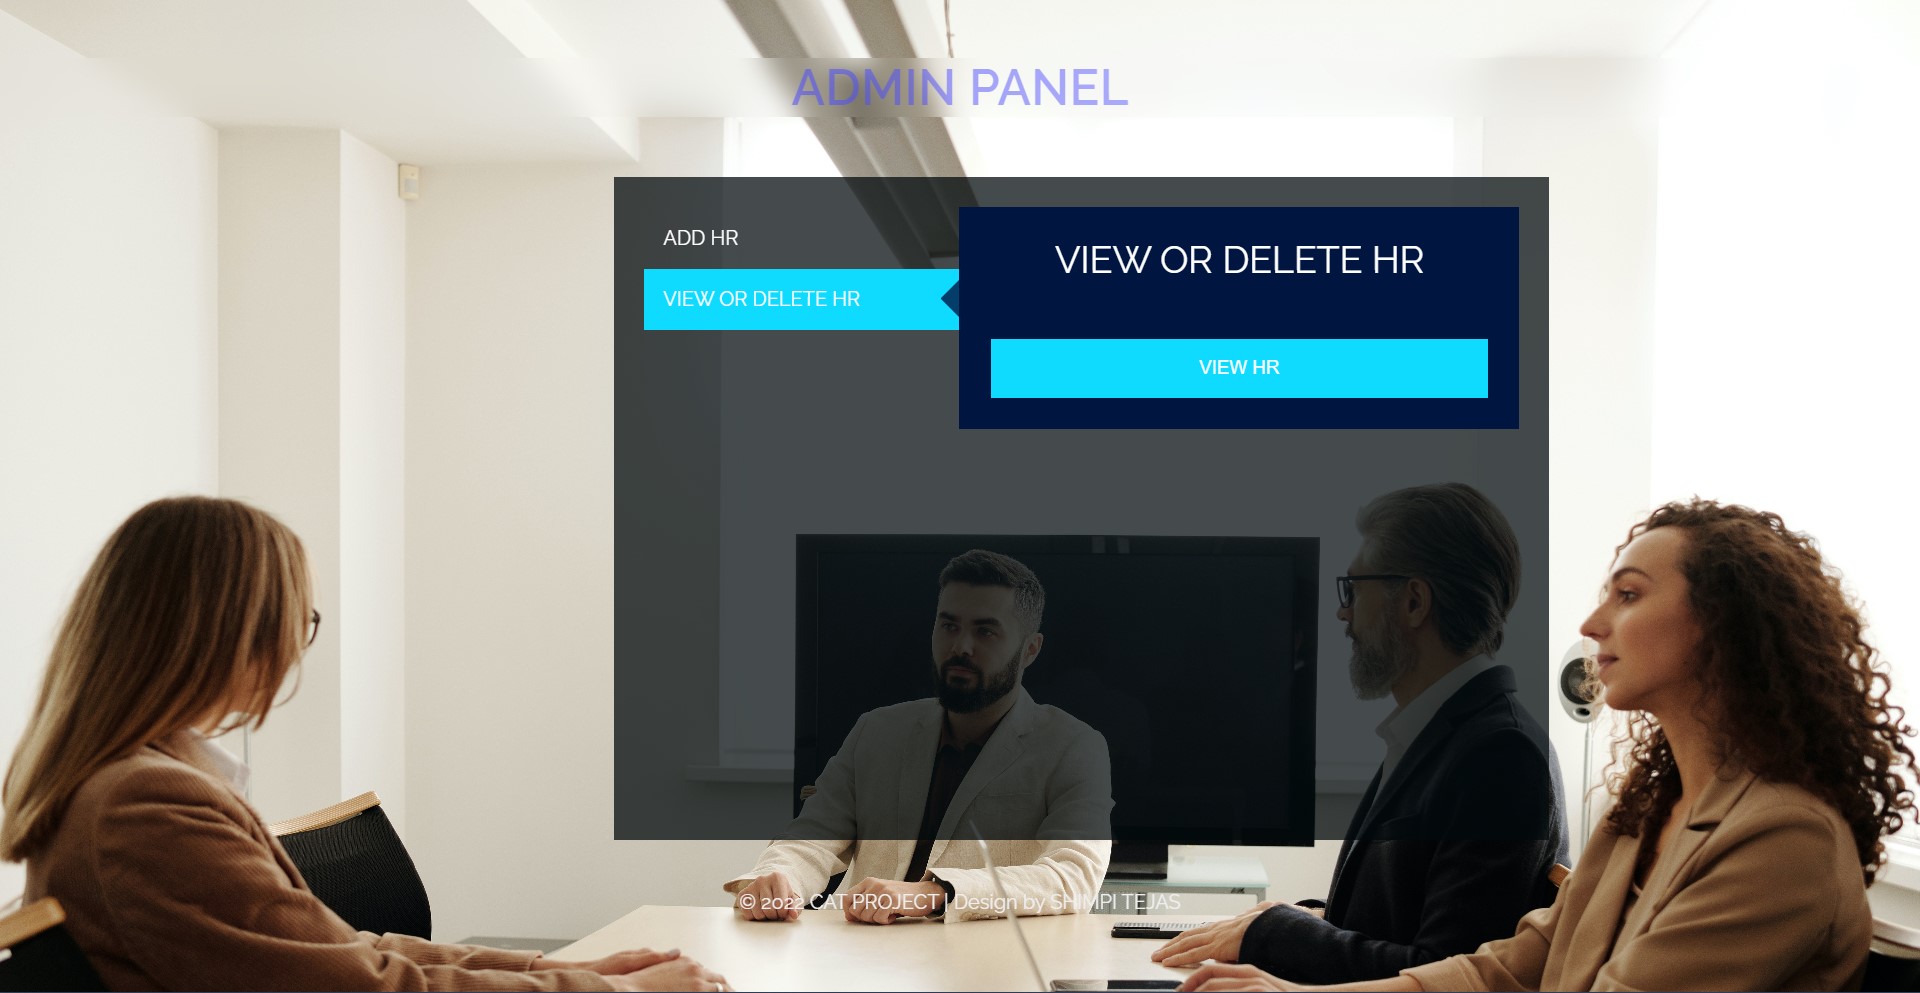 ADMIN PANEL
ADD HR
VIEW OR DELETE HR
VIEW OR DELETE HR
VIEW HR
© 2022 CAT PROJECT | Design by SHIMPI TEJAS